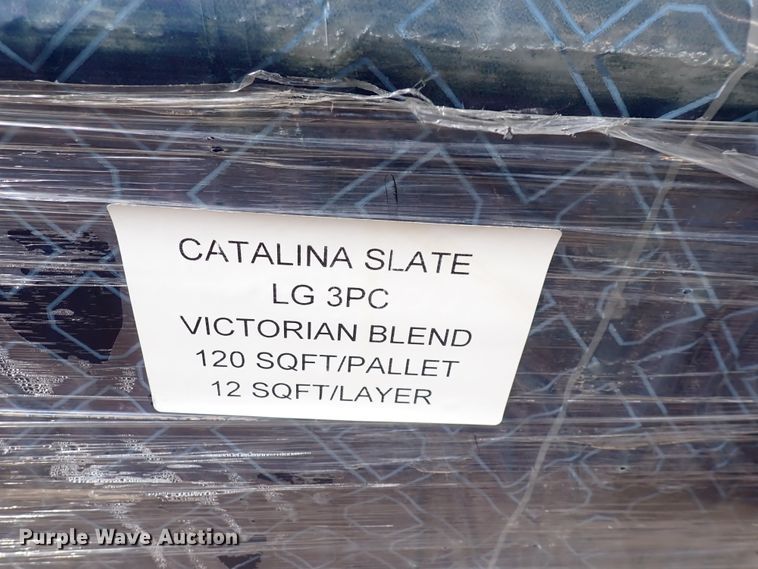 CATALINA SLATE
LG 3PC
VICTORIAN BLEND
120 SQFT/PALLET
12 SQFT/LAYER
Purple Wave Auction